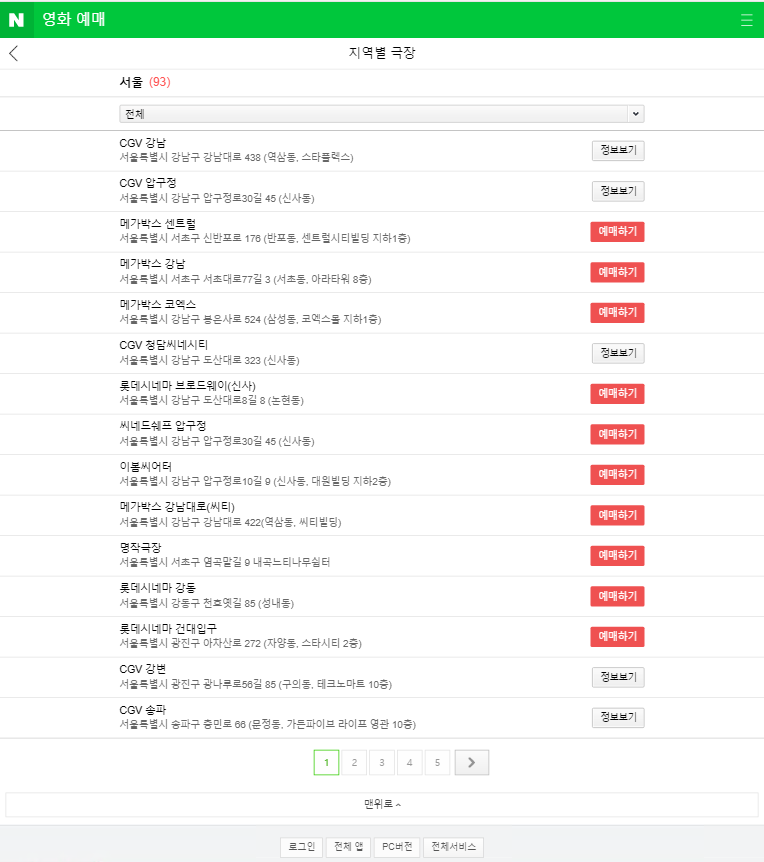 N 영화 예매
지역별 극장
서울 (93)
전체
CGV 강남
서울특별시 강남구 강남대로 438 (역삼동, 스타플렉스)
정보보기
CGV 압구정
서울특별시 강남구 압구정로30길 45 (신사동)
정보보기
메가박스 센트럴
서울특별시 서초구 신반포로 176 (반포동, 센트럴시티빌딩 지하1층)
예매하기
메가박스 강남
서울특별시 서초구 서초대로77길 3 (서초동, 아라타워 8층)
예매하기
메가박스 코엑스
서울특별시 강남구 봉은사로 524 (삼성동, 코엑스몰 지하1층)
예매하기
CGV 청담씨네시티
서울특별시 강남구 도산대로 323 (신사동)
정보보기
롯데시네마 브로드웨이(신사)
서울특별시 강남구 도산대로8길 8 (논현동)
예매하기
씨네드쉐프 압구정
서울특별시 강남구 압구정로30길 45 (신사동)
예매하기
이봄씨어터
서울특별시 강남구 압구정로10길 9 (신사동, 대원빌딩 지하2층)
예매하기
메가박스 강남대로(씨티)
서울특별시 강남구 강남대로 422(역삼동, 씨티빌딩)
예매하기
명작극장
서울특별시 서초구 염곡말길 9 내곡느티나무쉼터
예매하기
롯데시네마 강동
서울특별시 강동구 천호옛길 85 (성내동)
예매하기
롯데시네마 건대입구
서울특별시 광진구 아차산로 272 (자양동, 스타시티 2층)
예매하기
CGV 강변
서울특별시 광진구 광나루로56길 85 (구의동, 테크노마트 10층)
정보보기
CGV 송파
서울특별시 송파구 충민로 66 (문정동, 가든파이브 라이프 영관 10층)
정보보기
1 2 3 4 5
맨위로
로그인 전체 앱 PC버전 전체서비스